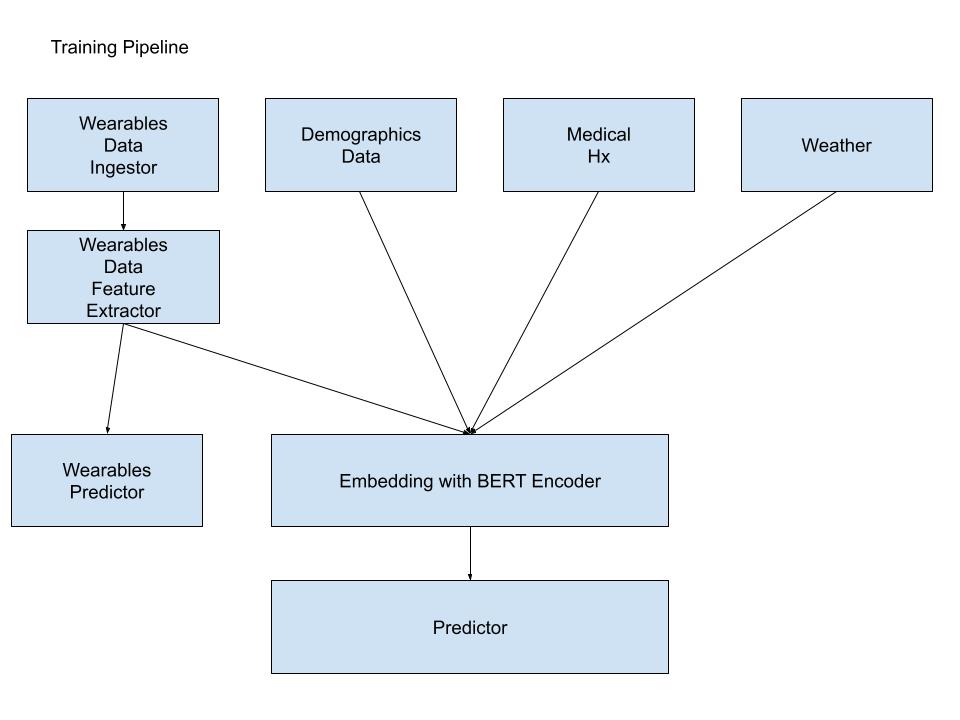 Training Pipeline
Wearables
Data
Ingestor
Demographics
Data
Medical
Hx
Weather
Wearables
Data
Feature
Extractor
Wearables
Predictor
Embedding with BERT Encoder
Predictor